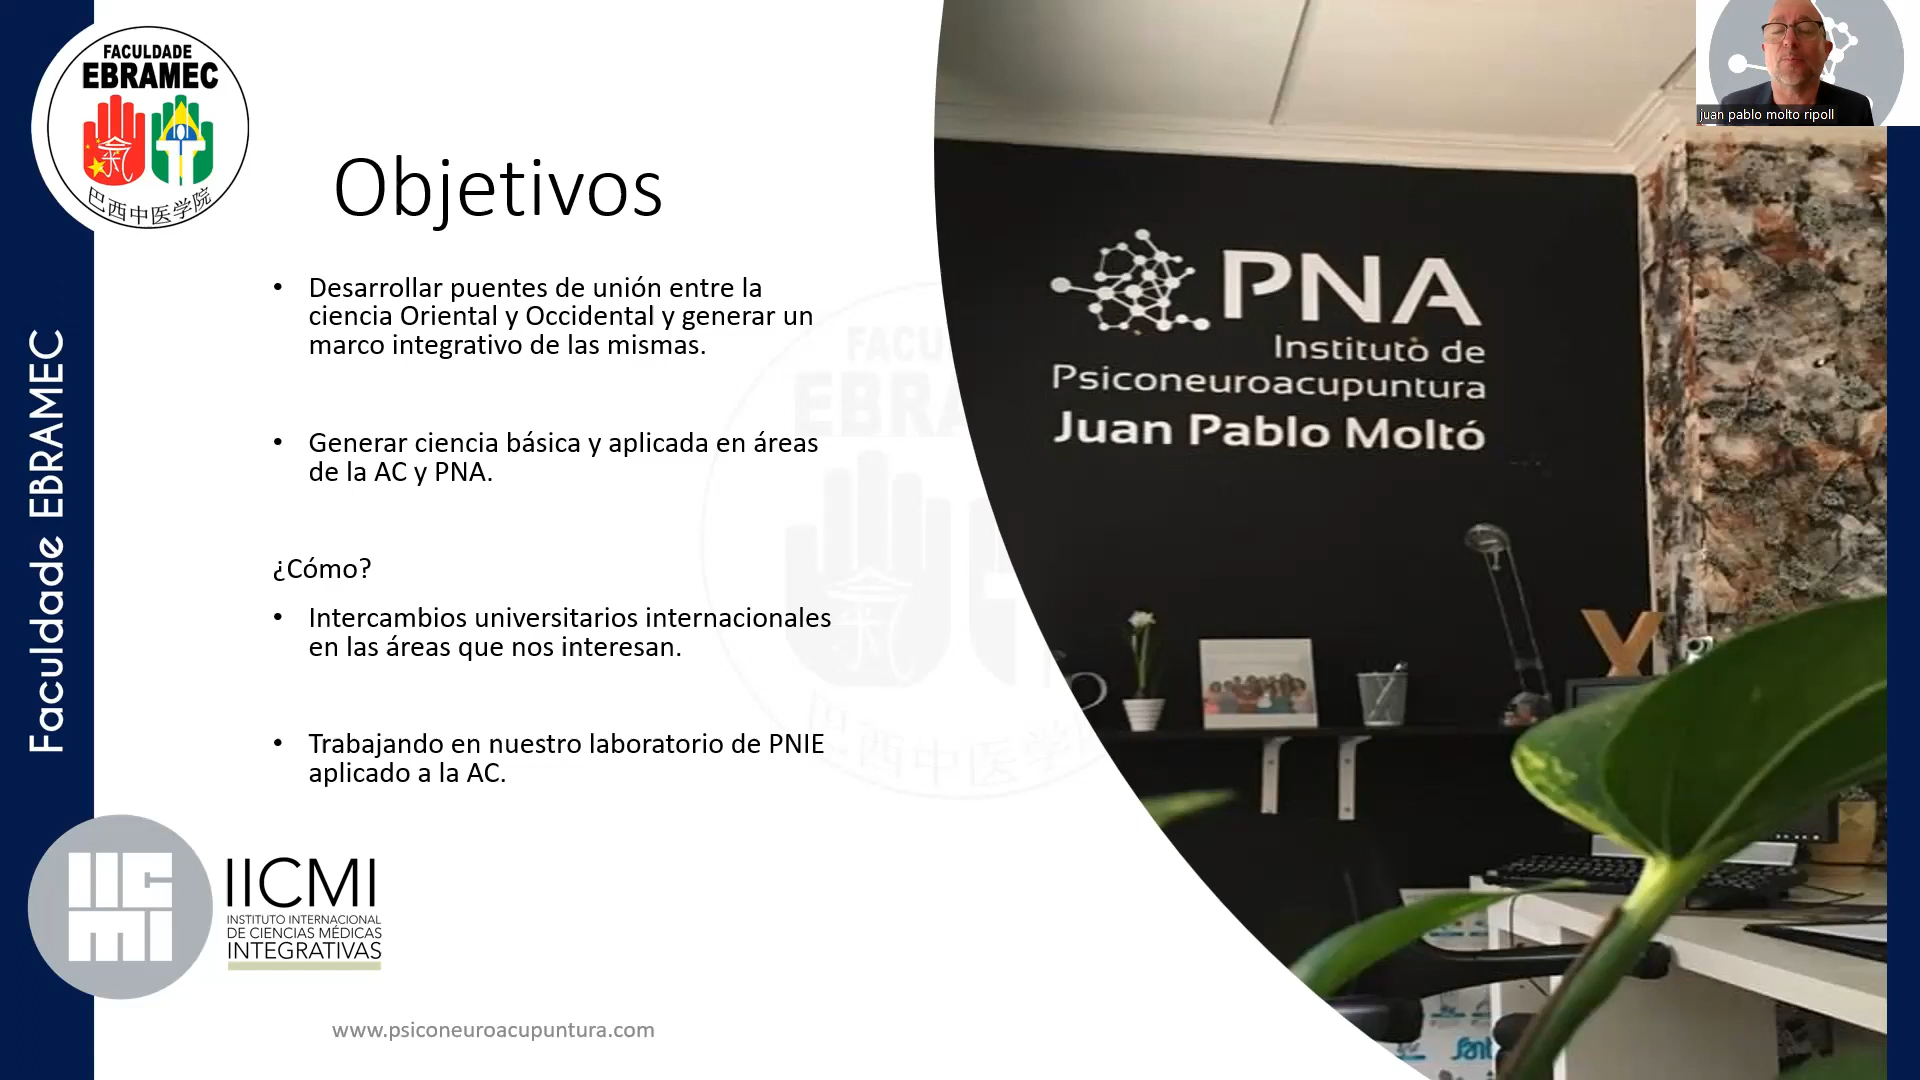 FACULDADE
EBRAMEC
巴西中医学院
Faculdade EBRAMEC
Objetivos
• Desarrollar puentes de unión entre la
ciencia Oriental y Occidental y generar un
marco integrativo de las mismas.
• Generar ciencia básica y aplicada en áreas
de la AC y PNA.
¿Cómo?
• Intercambios universitarios internacionales
en las áreas que nos interesan.
• Trabajando en nuestro laboratorio de PNIE
aplicado a la AC.
IICMI
IICMI
INSTITUTO INTERNACIONAL
DE CIENCIAS MÉDICAS
INTEGRATIVAS
www.psiconeuroacupuntura.com
juan pablo molto ripoll
PNA
Instituto de
Psiconeuroacupuntura
Juan Pablo Moltó